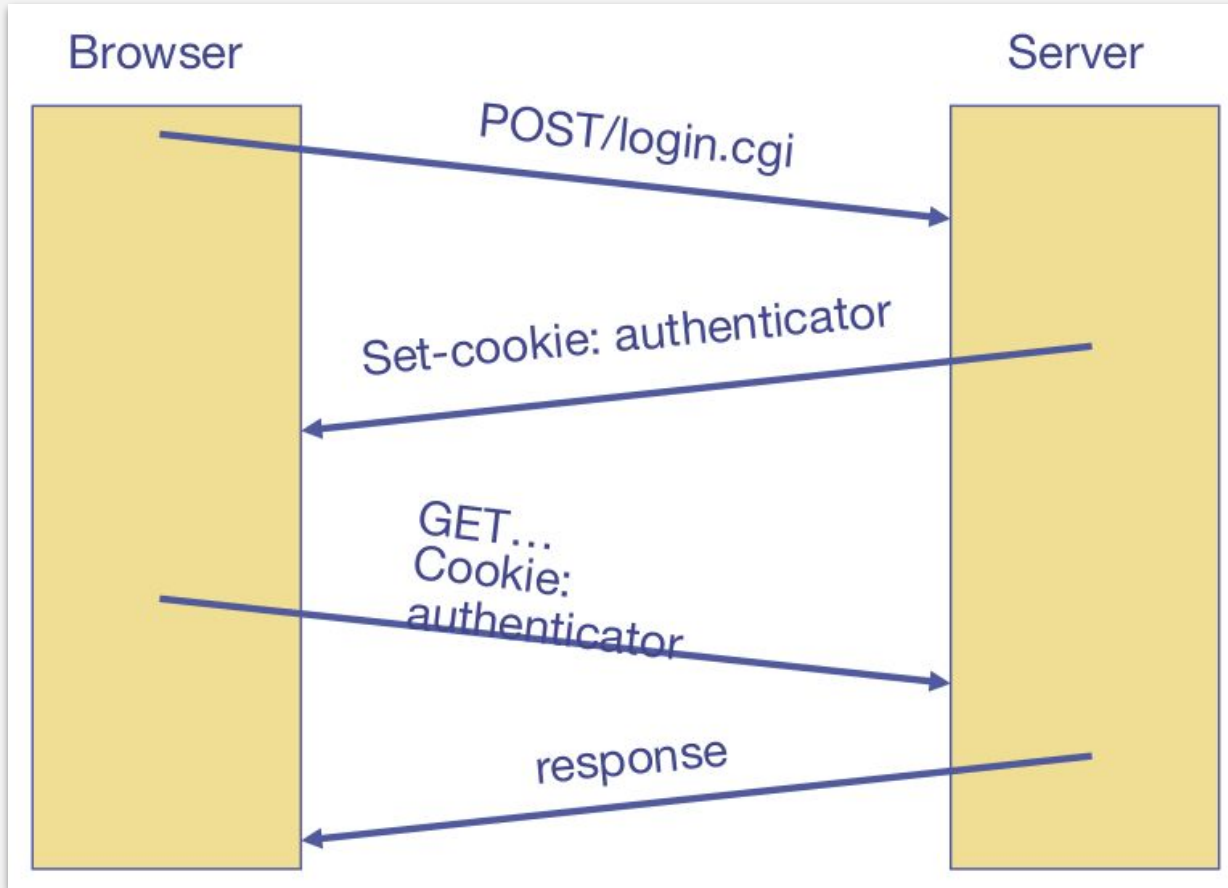 Browser
Server
POST/login.cgi
Set-cookie: authenticator
GET...
Cookie:
authenticator
response